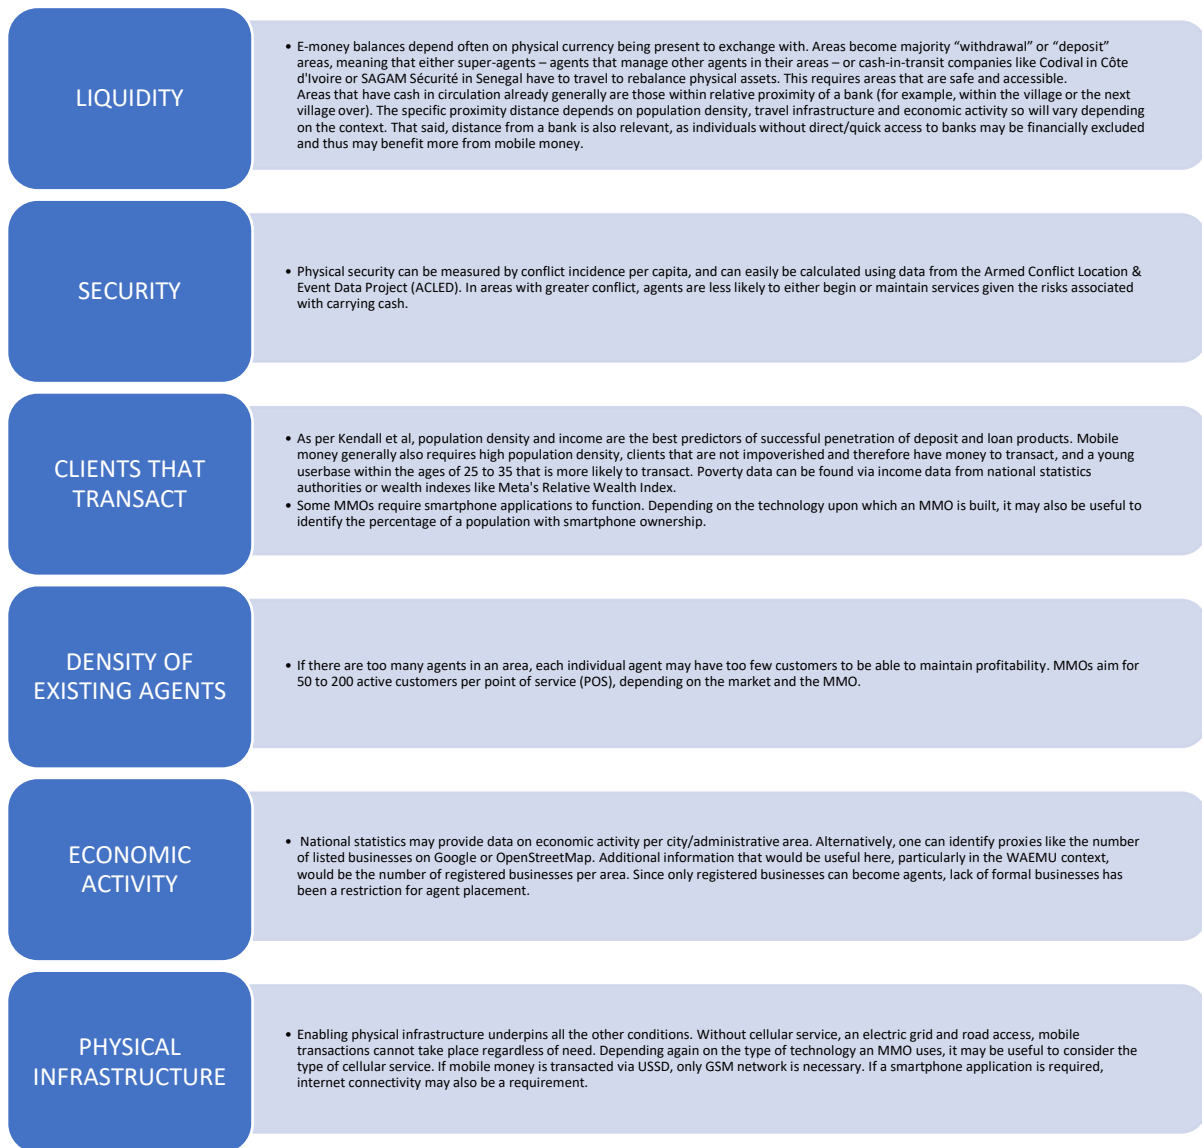 LIQUIDITY
• E-money balances depend often on physical currency being present to exchange with. Areas become majority “withdrawal” or “deposit”
areas, meaning that either super-agents – agents that manage other agents in their areas – or cash-in-transit companies like Codival in Côte
d'Ivoire or SAGAM Sécurité in Senegal have to travel to rebalance physical assets. This requires areas that are safe and accessible.
Areas that have cash in circulation already generally are those within relative proximity of a bank (for example, within the village or the next
village over). The specific proximity distance depends on population density, travel infrastructure and economic activity so will vary depending
on the context. That said, distance from a bank is also relevant, as individuals without direct/quick access to banks may be financially excluded
and thus may benefit more from mobile money.
SECURITY
• Physical security can be measured by conflict incidence per capita, and can easily be calculated using data from the Armed Conflict Location &
Event Data Project (ACLED). In areas with greater conflict, agents are less likely to either begin or maintain services given the risks associated
with carrying cash.
CLIENTS THAT
TRANSACT
• As per Kendall et al, population density and income are the best predictors of successful penetration of deposit and loan products. Mobile
money generally also requires high population density, clients that are not impoverished and therefore have money to transact, and a young
userbase within the ages of 25 to 35 that is more likely to transact. Poverty data can be found via income data from national statistics
authorities or wealth indexes like Meta's Relative Wealth Index.
• Some MMOs require smartphone applications to function. Depending on the technology upon which an MMO is built, it may also be useful to
identify the percentage of a population with smartphone ownership.
DENSITY OF
EXISTING AGENTS
• If there are too many agents in an area, each individual agent may have too few customers to be able to maintain profitability. MMOs aim for
50 to 200 active customers per point of service (POS), depending on the market and the MMO.
ECONOMIC
ACTIVITY
• National statistics may provide data on economic activity per city/administrative area. Alternatively, one can identify proxies like the number
of listed businesses on Google or OpenStreetMap. Additional information that would be useful here, particularly in the WAEMU context,
would be the number of registered businesses per area. Since only registered businesses can become agents, lack of formal businesses has
been a restriction for agent placement.
PHYSICAL
INFRASTRUCTURE
• Enabling physical infrastructure underpins all the other conditions. Without cellular service, an electric grid and road access, mobile
transactions cannot take place regardless of need. Depending again on the type of technology an MMO uses, it may be useful to consider the
type of cellular service. If mobile money is transacted via USSD, only GSM network is necessary. If a smartphone application is required,
internet connectivity may also be a requirement.